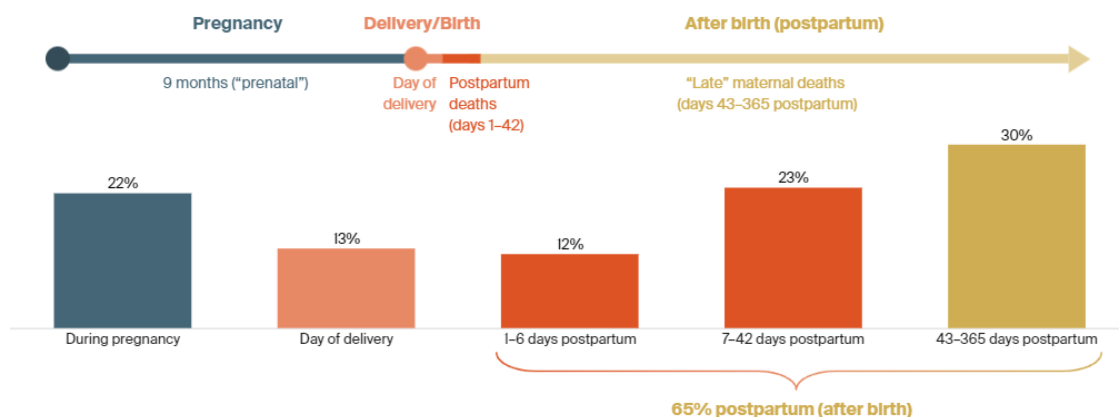 Pregnancy
Delivery/Birth
After birth (postpartum)
9 months (“prenatal”)
Day of
delivery
Postpartum
deaths
(days 1–42)
“Late” maternal deaths
(days 43–365 postpartum)
22%
13%
12%
23%
30%
During pregnancy
Day of delivery
1–6 days postpartum
7–42 days postpartum
43–365 days postpartum
65% postpartum (after birth)